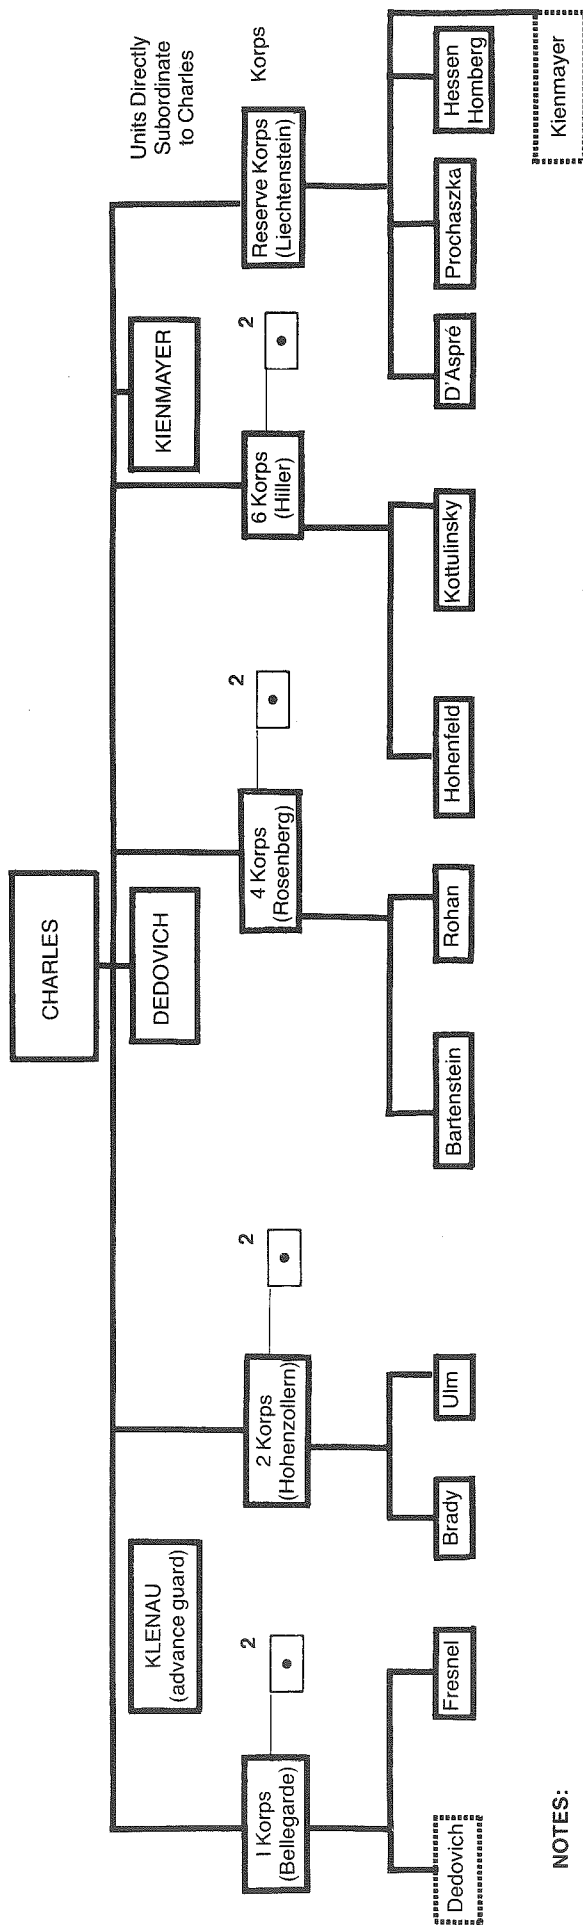 CHARLES
Units Directly
Subordinate
to Charles
KLENAU
(advance guard)
DEDOVICH
KIENMAYER
Korps
I Korps
(Bellegarde)
2
2 Korps
(Hohenzollern)
2
4 Korps
(Rosenberg)
2
6 Korps
(Hiller)
2
Reserve Korps
(Liechtenstein)
Dedovich
Fresnel
Brady
Ulm
Bartenstein
Rohan
Hohenfeld
Kottulinsky
D'Aspré
Prochaszka
Hessen
Homberg
Kienmayer
NOTES: